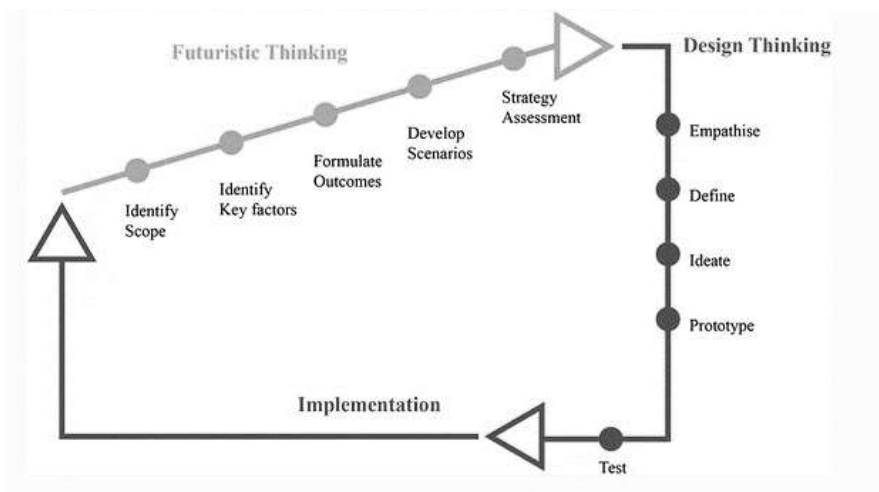 Futuristic Thinking
Design Thinking
Strategy
Assessment
Develop
Scenarios
Formulate
Outcomes
Identify
Key factors
Identify
Scope
Empathise
Define
Ideate
Prototype
Implementation
Test